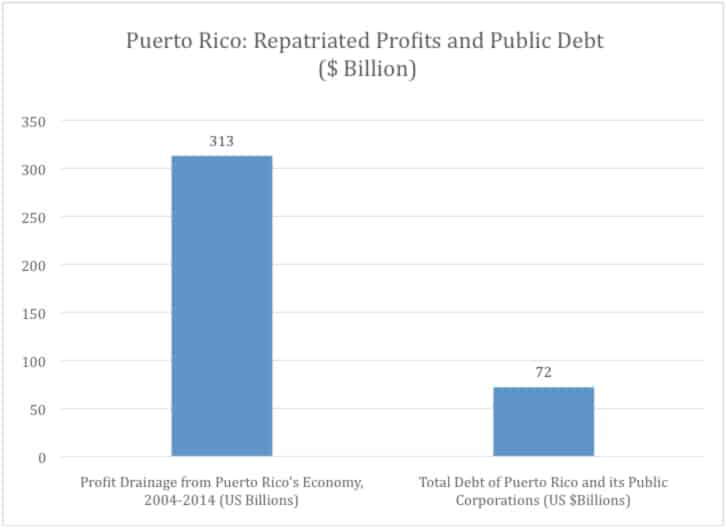 Puerto Rico: Repatriated Profits and Public Debt
($ Billion)
350
313
300
250
200
150
100
72
50
0
Profit Drainage from Puerto Rico's Economy,
2004-2014 (US Billions)
Total Debt of Puerto Rico and its Public
Corporations (US $Billions)